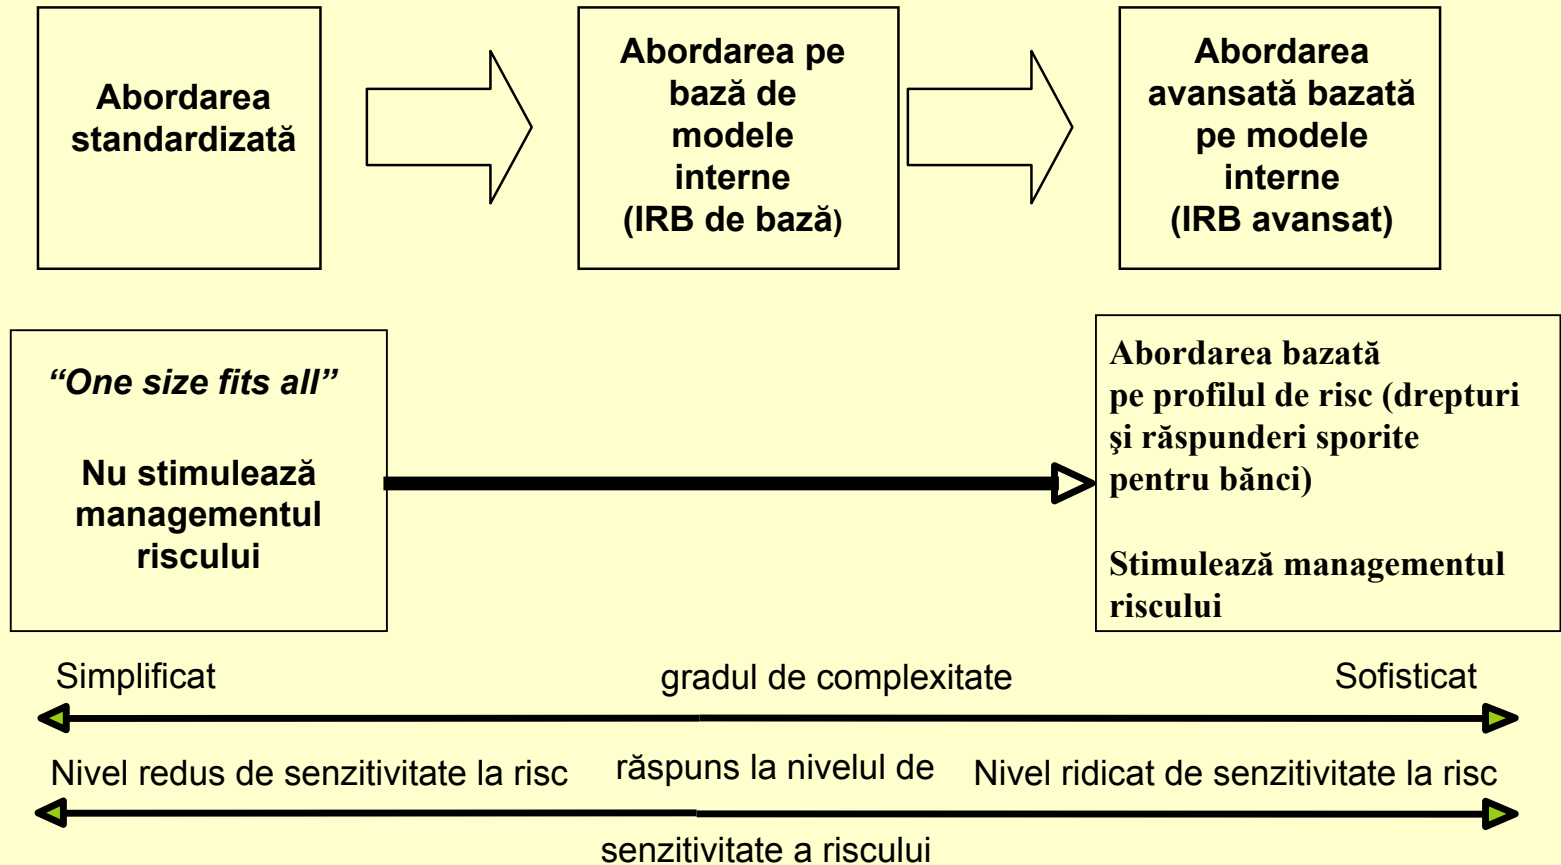 Abordarea
standardizată
Abordarea pe
bază de
modele
interne
(IRB de bază)
Abordarea
avansată bazată
pe modele
interne
(IRB avansat)
“One size fits all”
Nu stimulează
managementul
riscului
Abordarea bazată
pe profilul de risc (drepturi
şi răspunderi sporite
pentru bănci)
Stimulează managementul
riscului
Simplificat
gradul de complexitate
Sofisticat
Nivel redus de senzitivitate la risc
răspuns la nivelul de
Nivel ridicat de senzitivitate la risc
senzitivitate a riscului